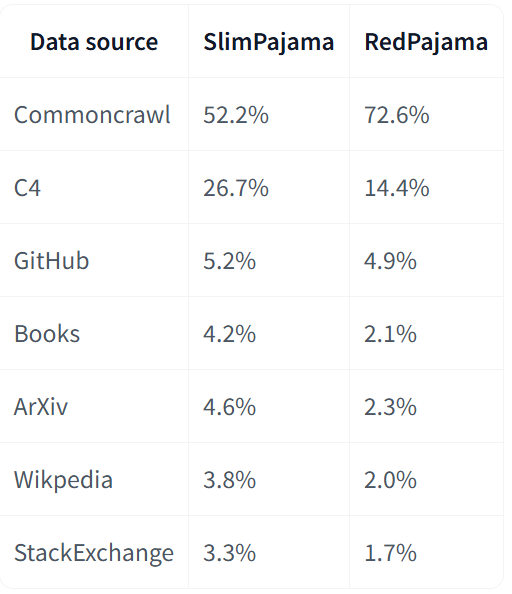 Data source SlimPajama RedPajama
Commoncrawl 52.2% 72.6%
C4 26.7% 14.4%
GitHub 5.2% 4.9%
Books 4.2% 2.1%
ArXiv 4.6% 2.3%
Wikpedia 3.8% 2.0%
StackExchange 3.3% 1.7%